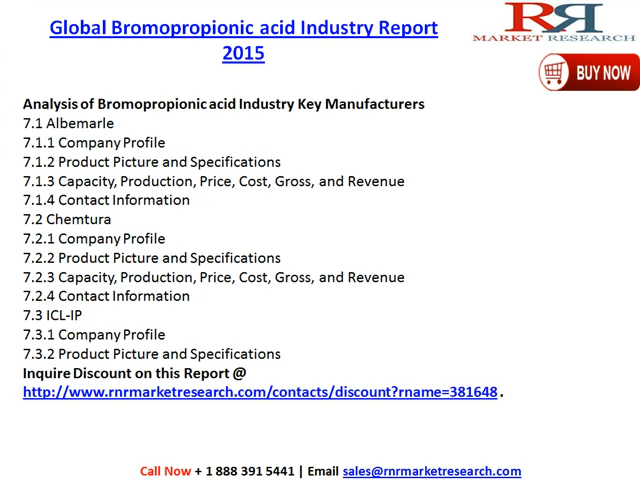 Global Bromopropionic acid Industry Report
2015
RR
MARKET RESEARCH
BUY NOW
Analysis of Bromopropionic acid Industry Key Manufacturers
7.1 Albemarle
7.1.1 Company Profile
7.1.2 Product Picture and Specifications
7.1.3 Capacity, Production, Price, Cost, Gross, and Revenue
7.1.4 Contact Information
7.2 Chemtura
7.2.1 Company Profile
7.2.2 Product Picture and Specifications
7.2.3 Capacity, Production, Price, Cost, Gross, and Revenue
7.2.4 Contact Information
7.3 ICL-IP
7.3.1 Company Profile
7.3.2 Product Picture and Specifications
Inquire Discount on this Report @
http://www.rnrmarketresearch.com/contacts/discount?rname=381648 .
Call Now + 1 888 391 5441 | Email sales@rnrmarketresearch.com